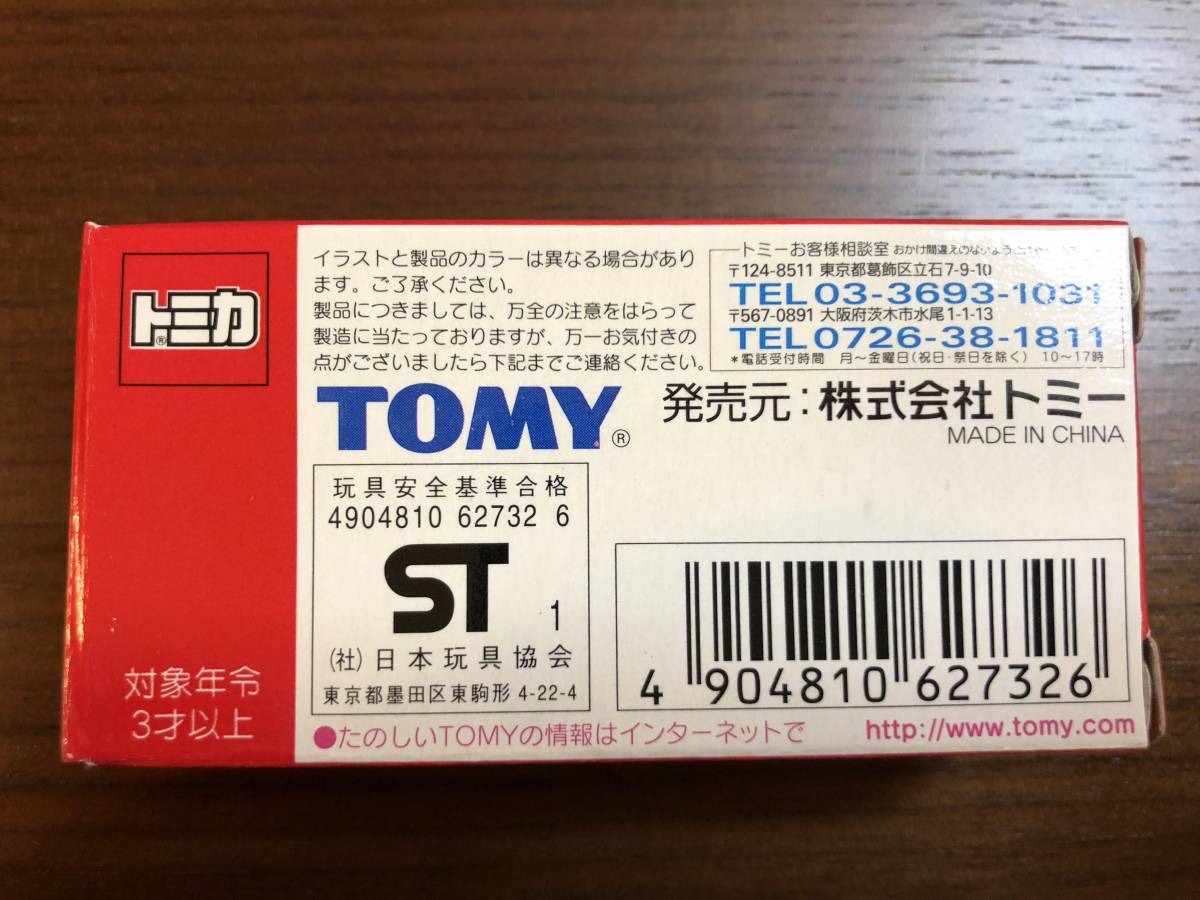 トミカ®
対象年令
3才以上
イラストと製品のカラーは異なる場合があり
ます。ご了承ください。
製品につきましては、万全の注意をはらって
製造に当たっておりますが、万一お気付きの
点がございましたら下記までご連絡ください。
トミーお客様相談室 おかけ間違えのないよう
〒124-8511 東京都葛飾区立石7-9-10
TEL 03-3693-1031
〒567-0891 大阪府茨木市水尾1-1-13
TEL 0726-38-1811
*電話受付時間 月〜金曜日(祝日・祭日を除く) 10〜17時
TOMY®
発売元:株式会社トミー
MADE IN CHINA
玩具安全基準合格
4904810 62732 6
ST 1
(社)日本玩具協会
東京都墨田区東駒形 4-22-4
4 904810 627326
●たのしいTOMYの情報はインターネットで http://www.tomy.com